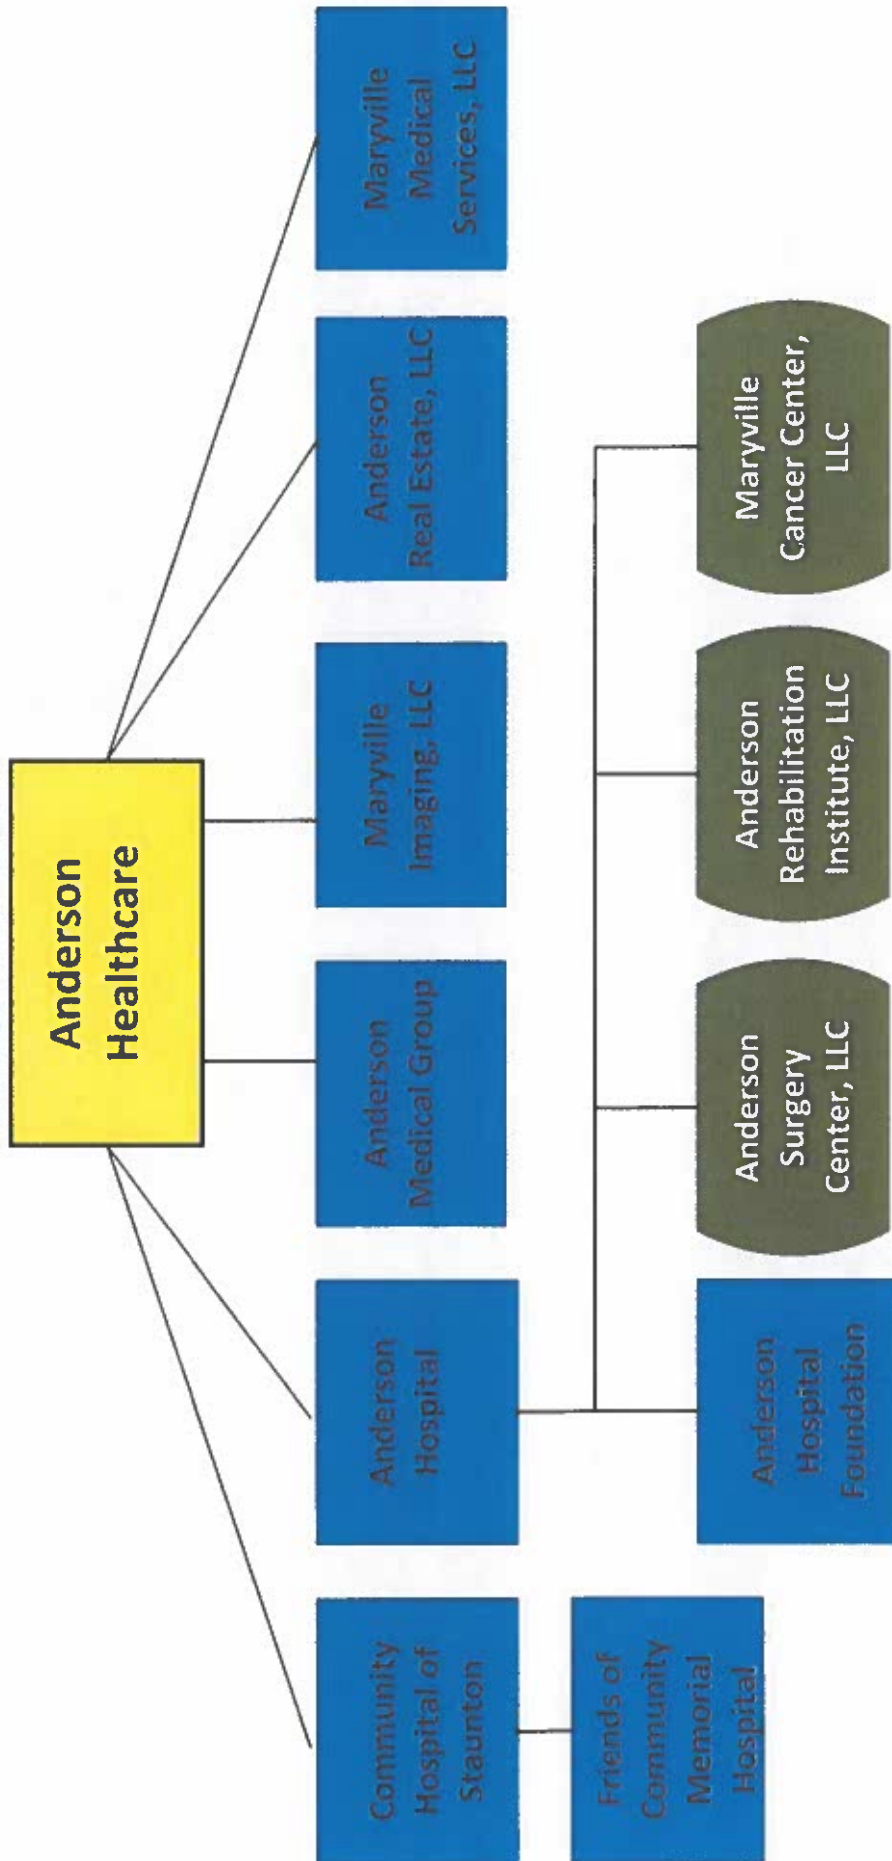 Anderson
Healthcare
Community
Hospital of
Staunton
Anderson
Hospital
Anderson
Medical Group
Maryville
Imaging, LLC
Anderson
Real Estate, LLC
Maryville
Medical
Services, LLC
Friends of
Community
Memorial
Hospital
Anderson
Hospital
Foundation
Anderson
Surgery
Center, LLC
Anderson
Rehabilitation
Institute, LLC
Maryville
Cancer Center,
LLC